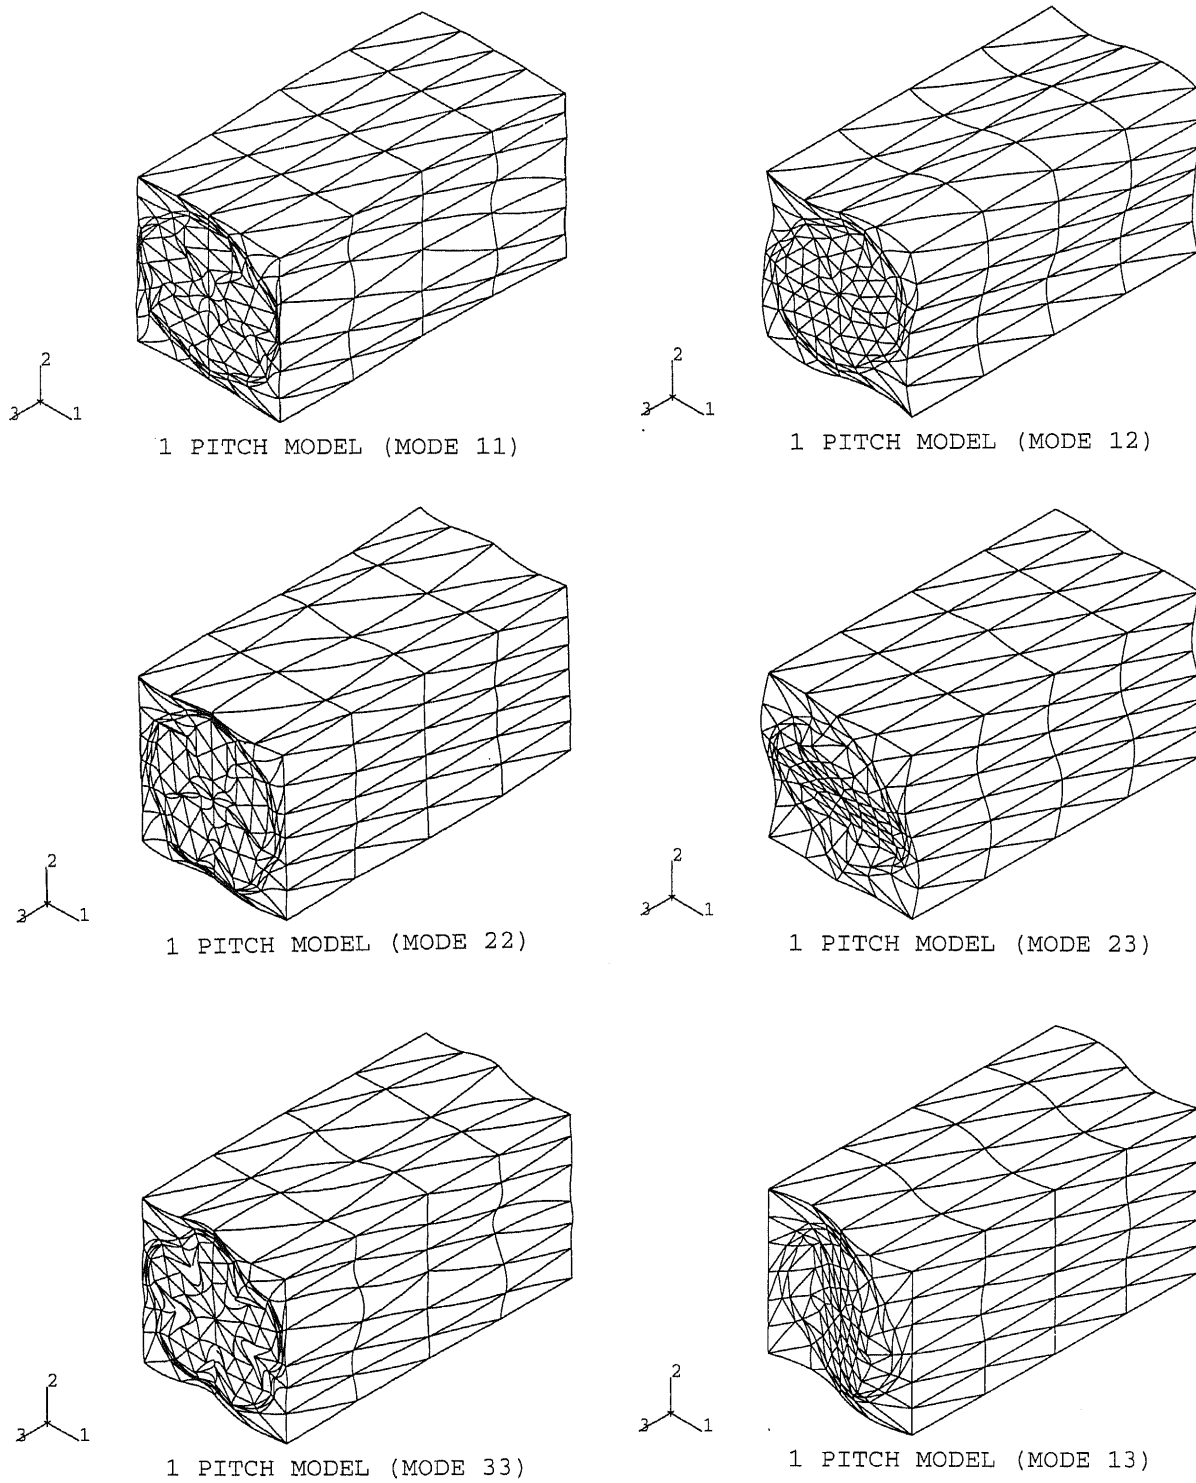 2
3 1
1 PITCH MODEL (MODE 11)
2
3 1
1 PITCH MODEL (MODE 12)
2
3 1
1 PITCH MODEL (MODE 22)
2
3 1
1 PITCH MODEL (MODE 23)
2
3 1
1 PITCH MODEL (MODE 33)
2
3 1
1 PITCH MODEL (MODE 13)